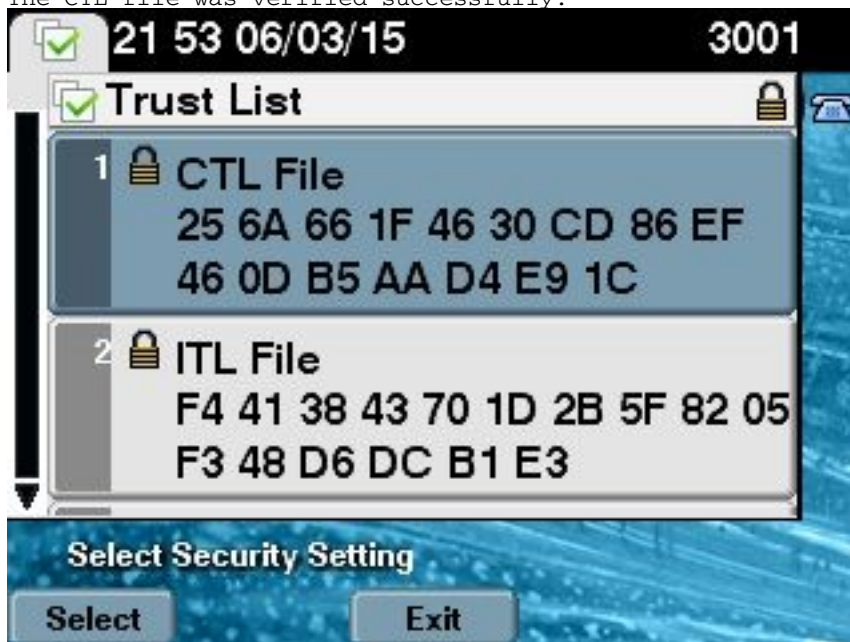 The CTL file was verified successfully.
21 53 06/03/15 3001
Trust List
1 CTL File
25 6A 66 1F 46 30 CD 86 EF
46 0D B5 AA D4 E9 1C
2 ITL File
F4 41 38 43 70 1D 2B 5F 82 05
F3 48 D6 DC B1 E3
Select Security Setting
Select Exit